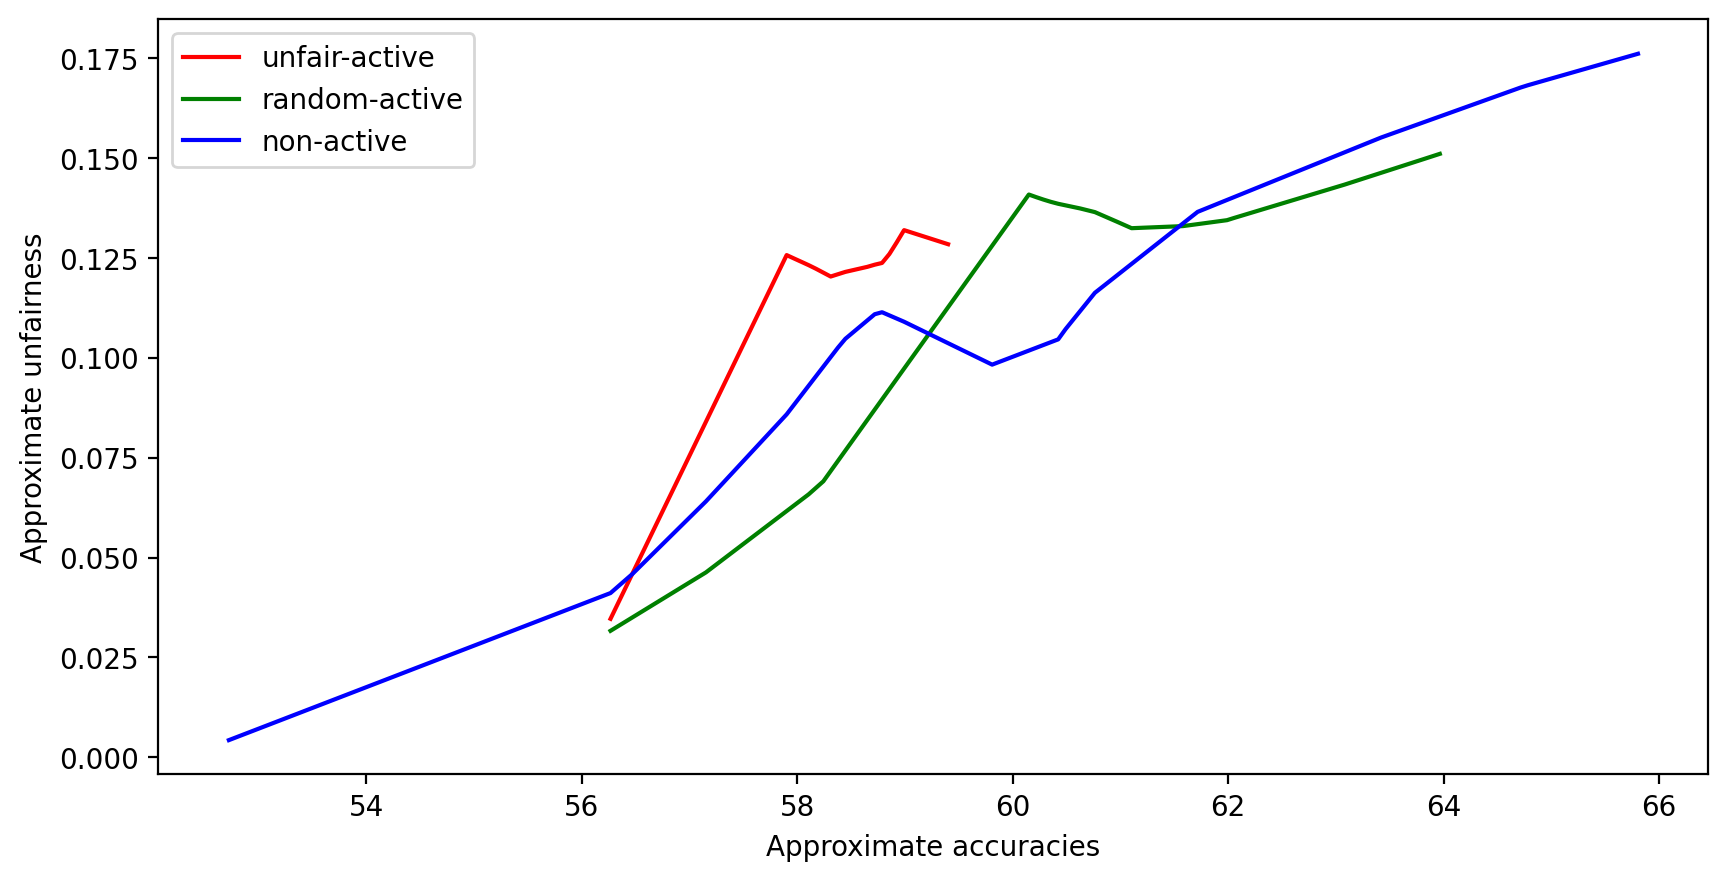 unfair-active
random-active
non-active
Approximate unfairness
0.175
0.150
0.125
0.100
0.075
0.050
0.025
0.000
54 56 58 60 62 64 66
Approximate accuracies